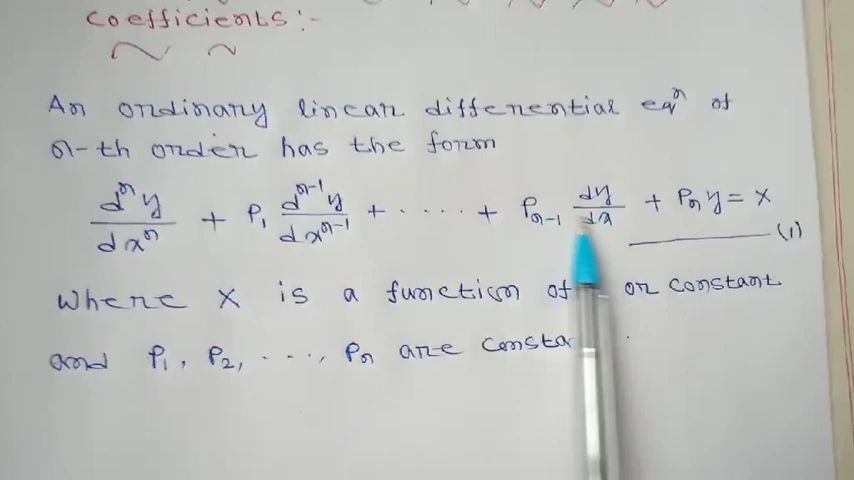 Coefficients :-
An ordinary linear differential eqⁿ of
n-th order has the form
dⁿy/dxⁿ + P₁ dⁿ⁻¹y/dxⁿ⁻¹ + ..... + Pₙ₋₁ dy/dx + Pₙy = X ——— (1)
Where X is a function of or constant
and P₁, P₂, ...., Pₙ are